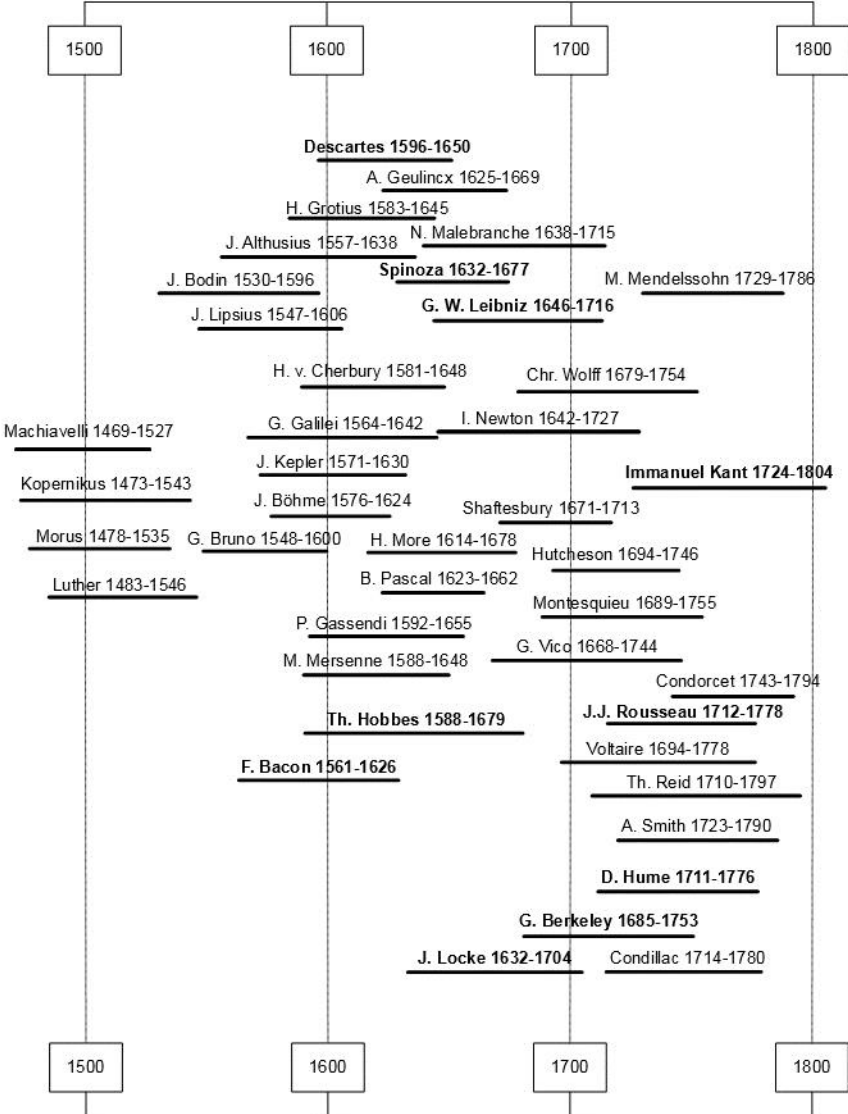 1500 1600 1700 1800
Descartes 1596-1650
A. Geulincx 1625-1669
H. Grotius 1583-1645
N. Malebranche 1638-1715
J. Althusius 1557-1638
Spinoza 1632-1677
J. Bodin 1530-1596
M. Mendelssohn 1729-1786
G. W. Leibniz 1646-1716
J. Lipsius 1547-1606
H. v. Cherbury 1581-1648
Chr. Wolff 1679-1754
I. Newton 1642-1727
G. Galilei 1564-1642
Machiavelli 1469-1527
J. Kepler 1571-1630
Immanuel Kant 1724-1804
Kopernikus 1473-1543
J. Böhme 1576-1624
Shaftesbury 1671-1713
Morus 1478-1535
G. Bruno 1548-1600
H. More 1614-1678
Hutcheson 1694-1746
Luther 1483-1546
B. Pascal 1623-1662
Montesquieu 1689-1755
P. Gassendi 1592-1655
G. Vico 1668-1744
M. Mersenne 1588-1648
Condorcet 1743-1794
J.J. Rousseau 1712-1778
Th. Hobbes 1588-1679
Voltaire 1694-1778
F. Bacon 1561-1626
Th. Reid 1710-1797
A. Smith 1723-1790
D. Hume 1711-1776
G. Berkeley 1685-1753
J. Locke 1632-1704
Condillac 1714-1780
1500 1600 1700 1800